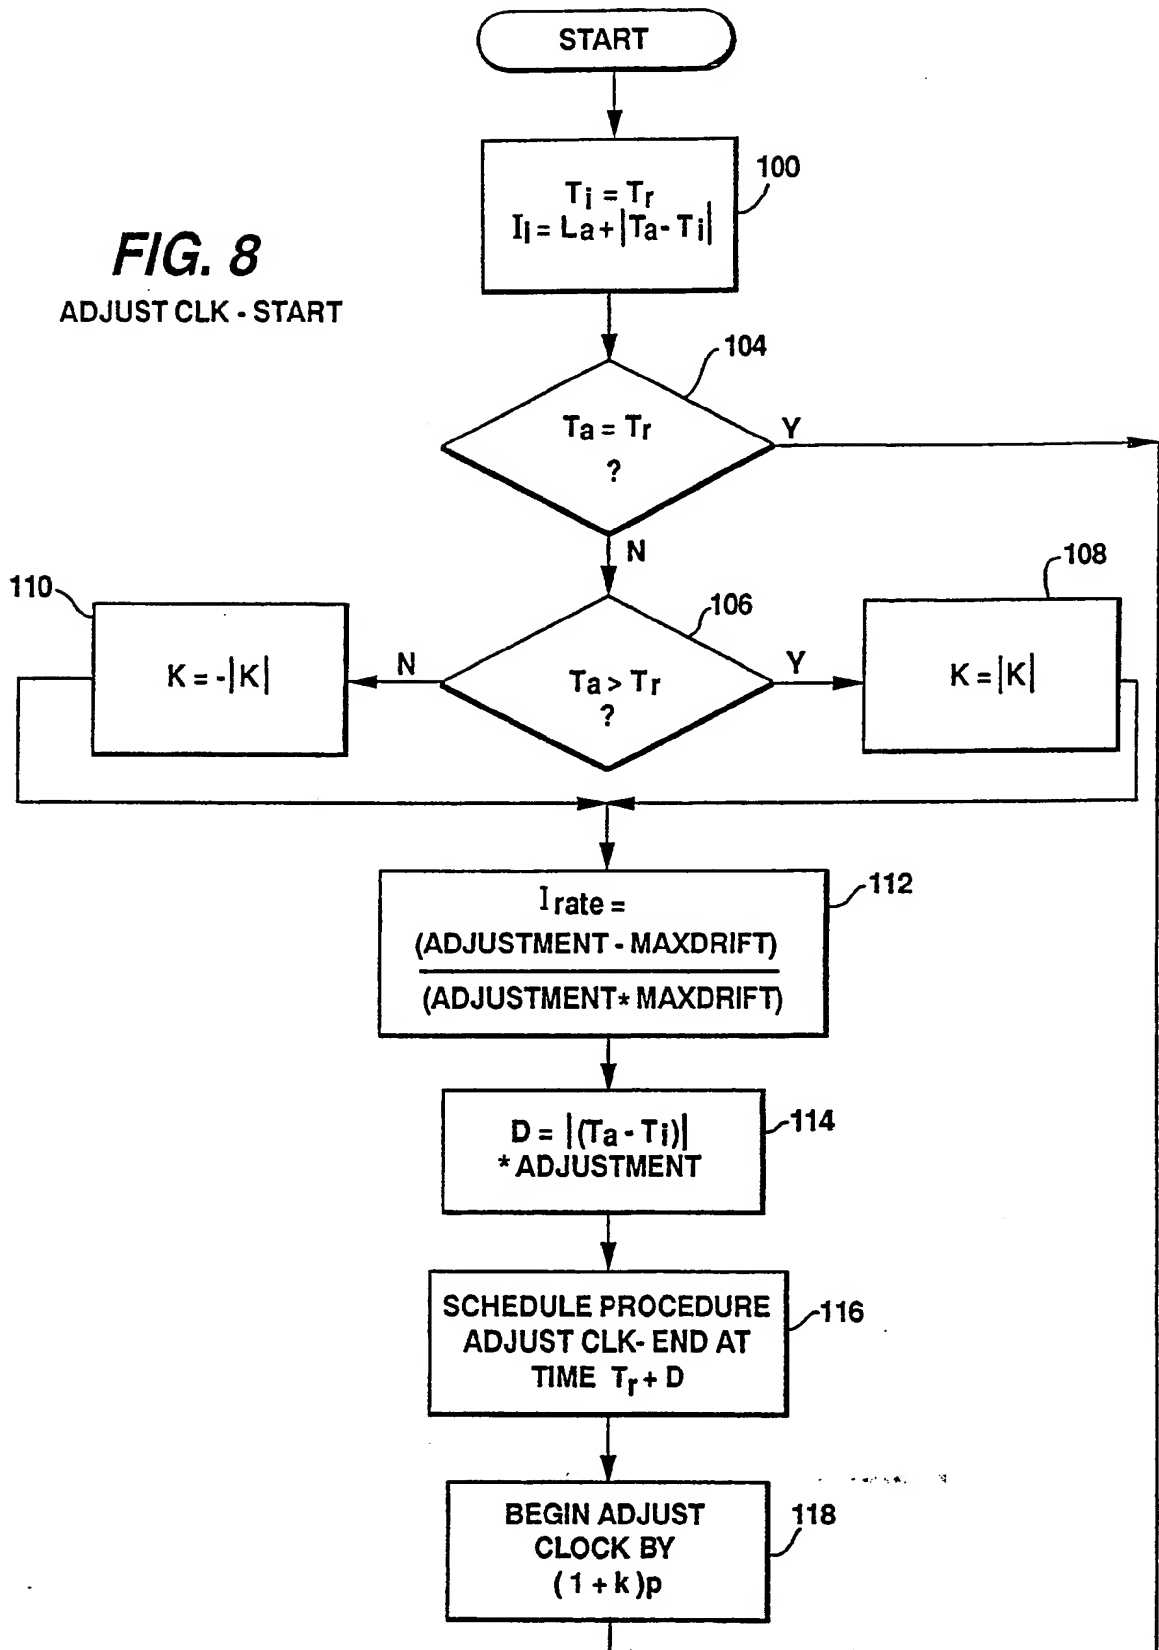 START
100
Ti = Tr
Ii = La + |Ta - Ti|
FIG. 8
ADJUST CLK - START
104
Ta = Tr
?
Y
N
110
108
106
K = -|K|
N
Ta > Tr
?
Y
K = |K|
112
Irate =
(ADJUSTMENT - MAXDRIFT)
(ADJUSTMENT * MAXDRIFT)
114
D = |(Ta - Ti)|
* ADJUSTMENT
116
SCHEDULE PROCEDURE
ADJUST CLK- END AT
TIME Tr + D
118
BEGIN ADJUST
CLOCK BY
(1 + k)p